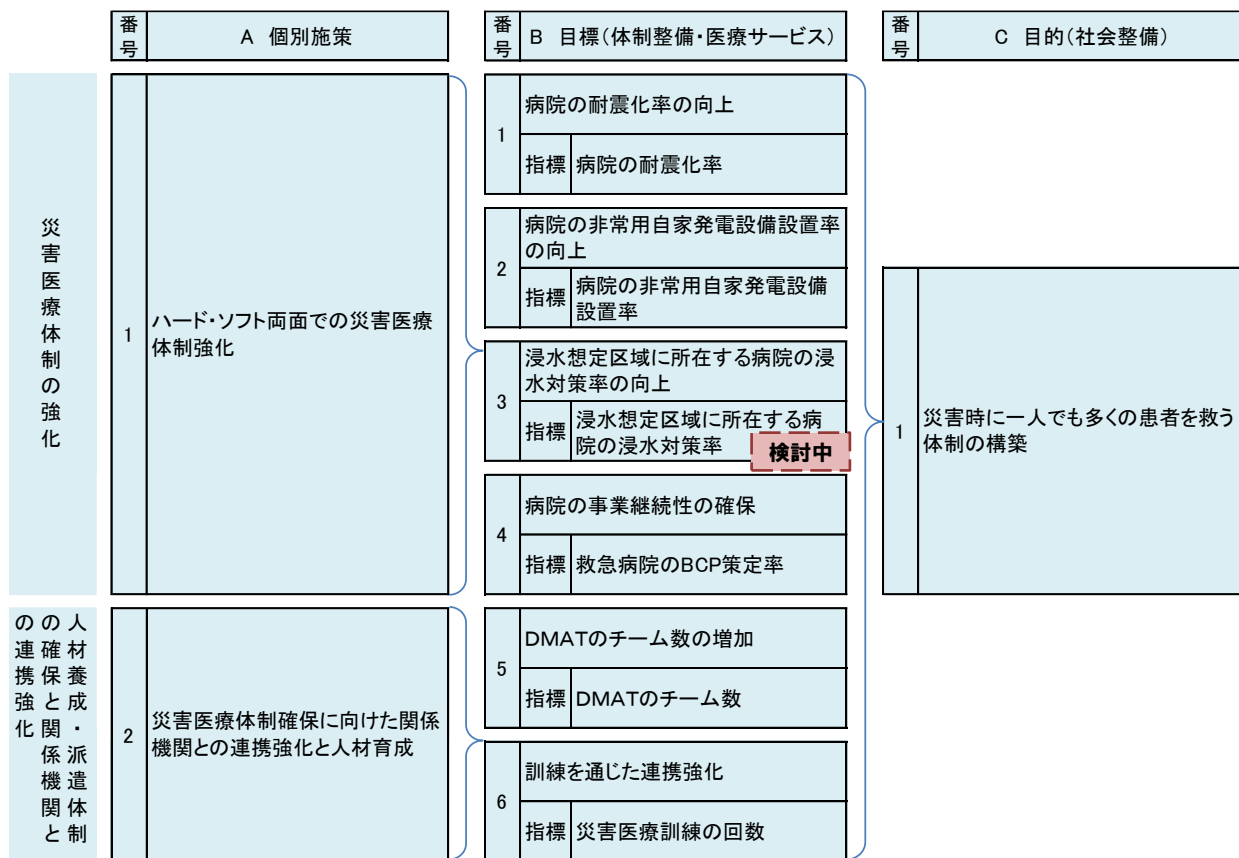 番号
A 個別施策
番号
B 目標(体制整備・医療サービス)
番号
C 目的(社会整備)
災害医療体制の強化
1
ハード・ソフト両面での災害医療
体制強化
1
病院の耐震化率の向上
指標
病院の耐震化率
2
病院の非常用自家発電設備設置率
の向上
指標
病院の非常用自家発電設備
設置率
3
浸水想定区域に所在する病院の浸
水対策率の向上
指標
浸水想定区域に所在する病
院の浸水対策率
検討中
4
病院の事業継続性の確保
指標
救急病院のBCP策定率
人材養成・派遣体制
の確保と関係機関と
の連携強化
2
災害医療体制確保に向けた関係
機関との連携強化と人材育成
5
DMATのチーム数の増加
指標
DMATのチーム数
6
訓練を通じた連携強化
指標
災害医療訓練の回数
1
災害時に一人でも多くの患者を救う
体制の構築